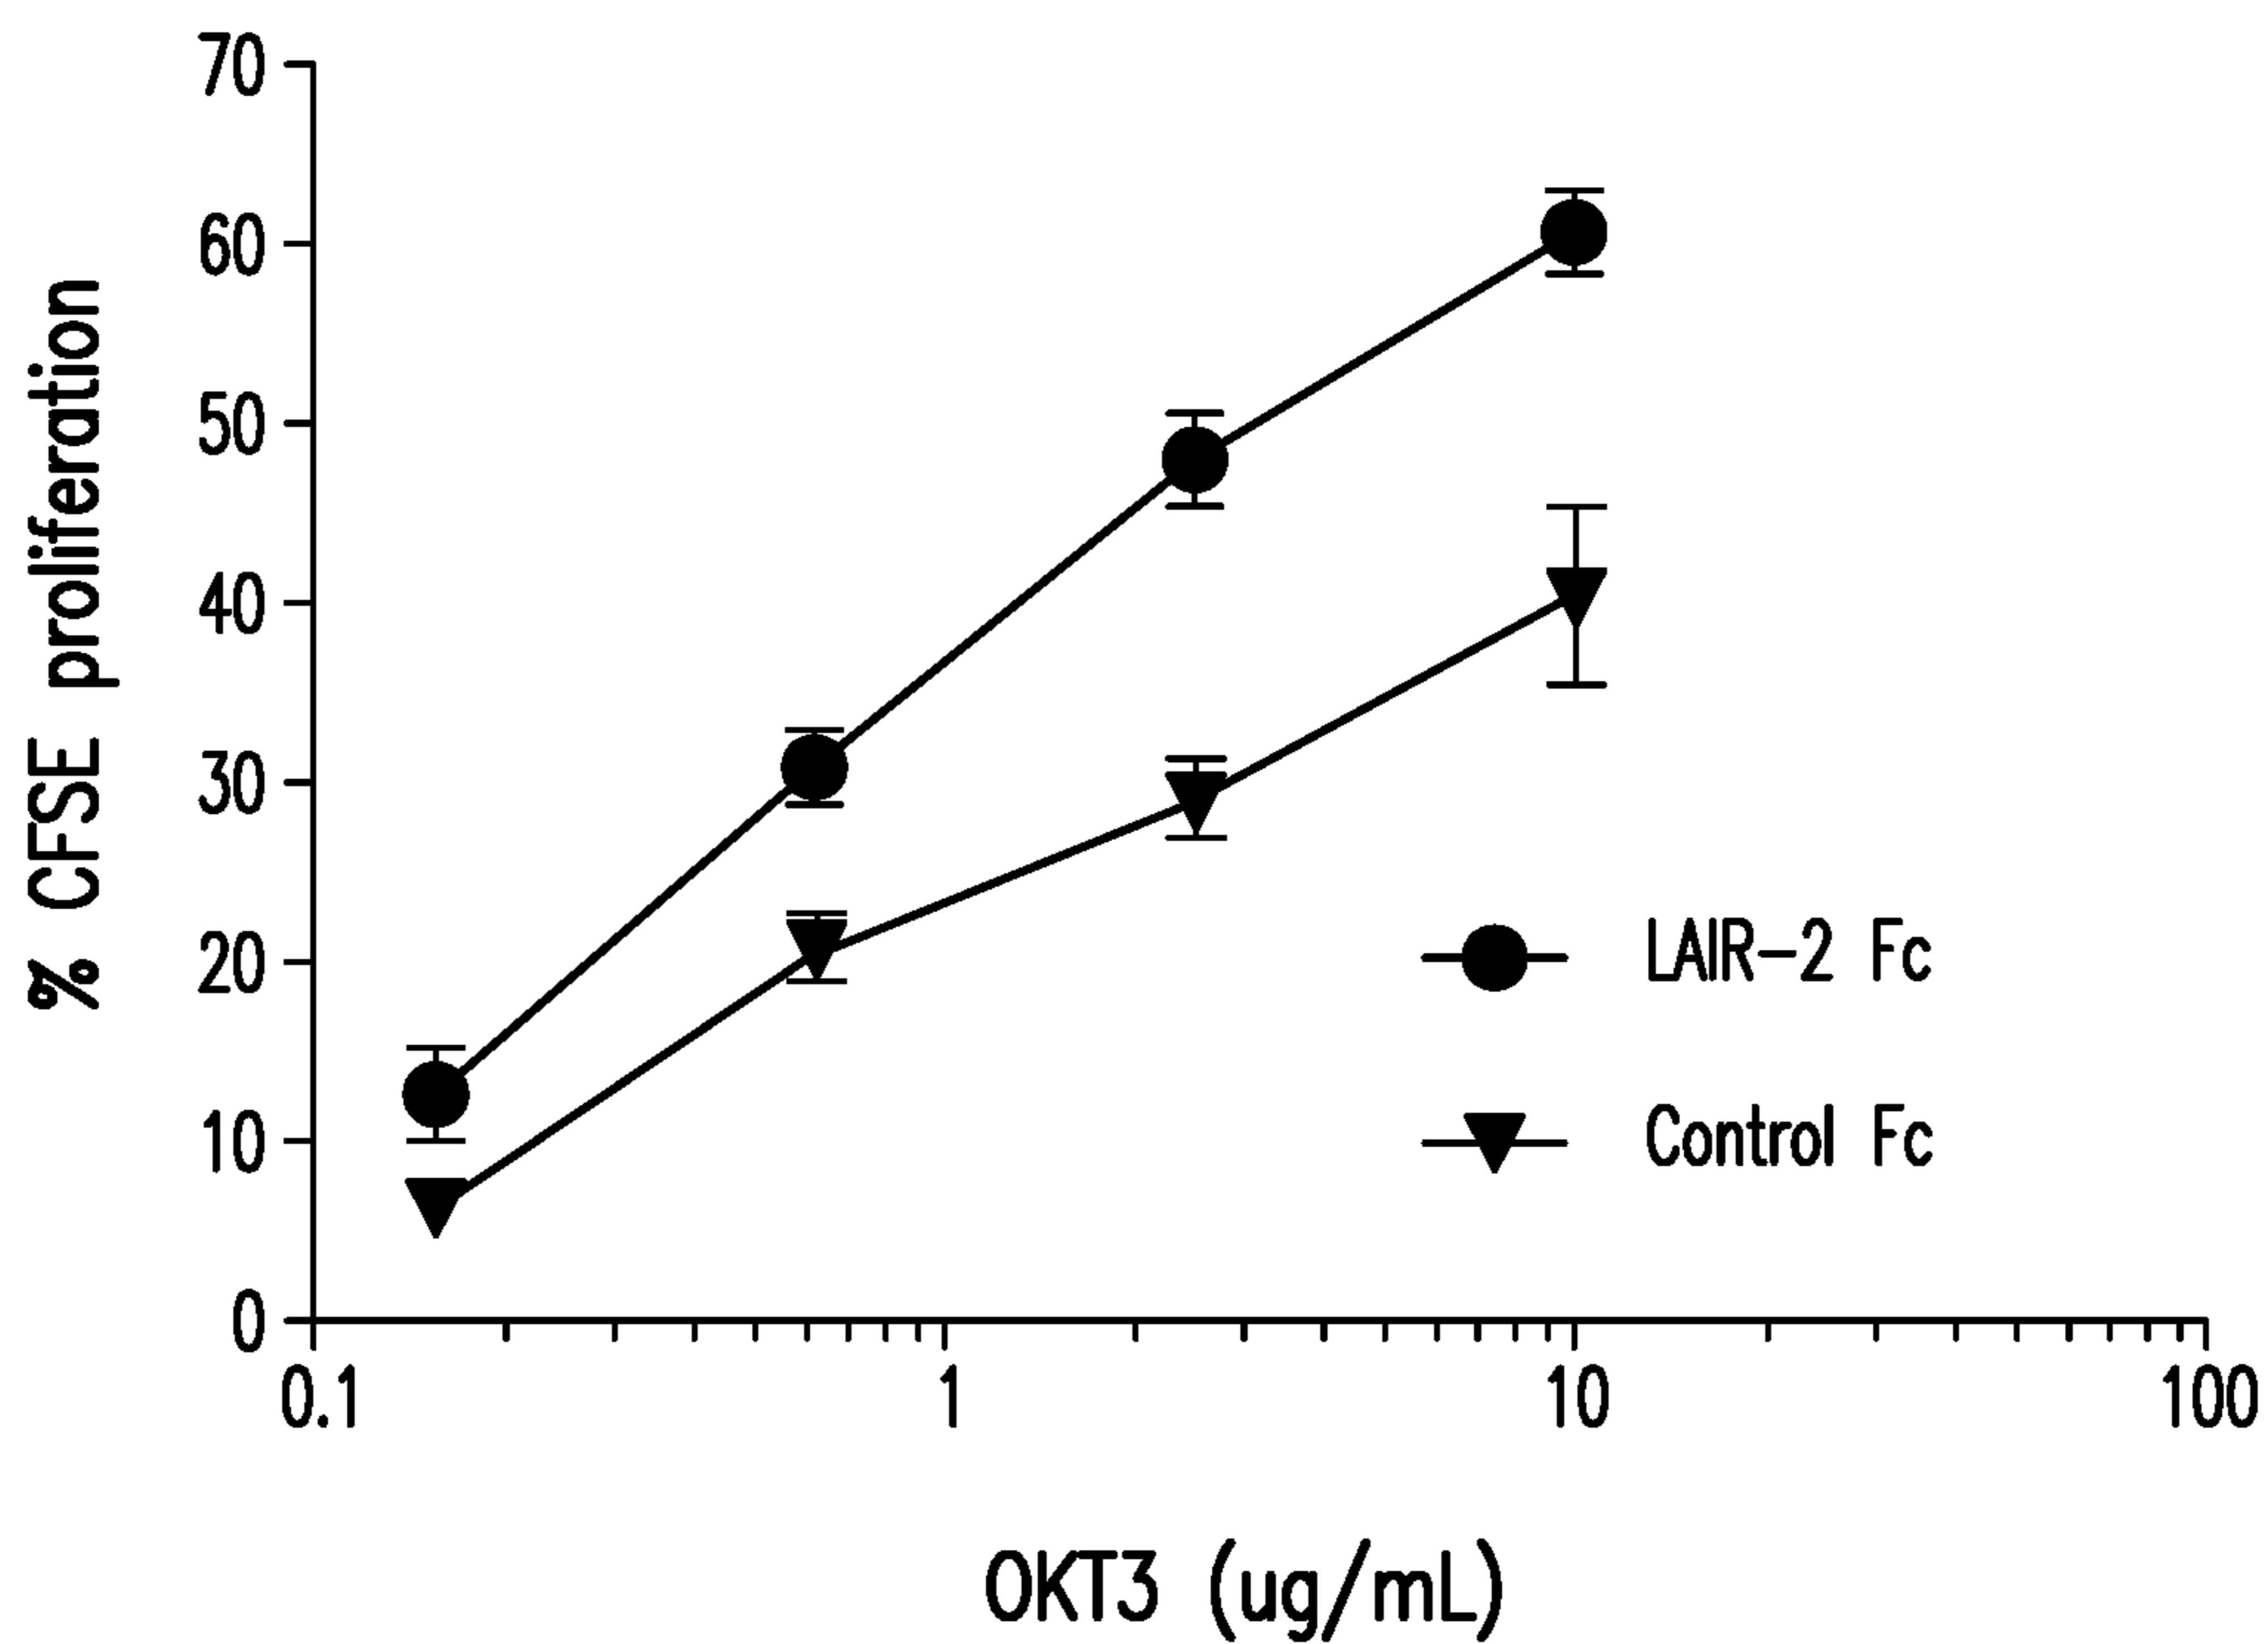 70
60
50
40
30
20
10
0
% CFSE proliferation
LAIR-2 Fc
Control Fc
0.1 1 10 100
OKT3 (ug/mL)